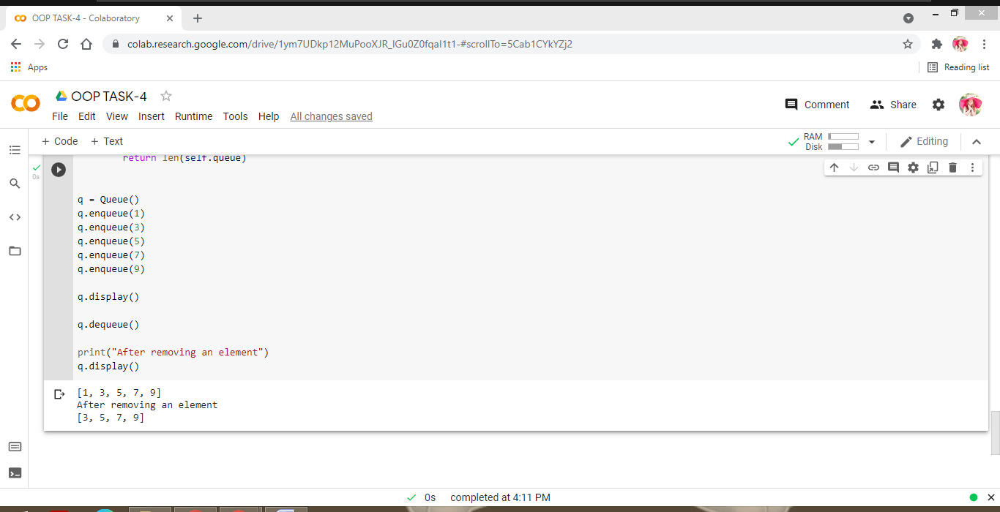 OOP TASK-4 - Colaboratory
colab.research.google.com/drive/1ym7UDkp12MuPooXJR_IGu0Z0fqaI1t1-#scrollTo=5Cab1CYkYZj2
Apps
Reading list
OOP TASK-4
File Edit View Insert Runtime Tools Help All changes saved
Comment Share
+ Code + Text
RAM
Disk
Editing
return len(self.queue)
0s
q = Queue()
q.enqueue(1)
q.enqueue(3)
q.enqueue(5)
q.enqueue(7)
q.enqueue(9)
q.display()
q.dequeue()
print("After removing an element")
q.display()
[1, 3, 5, 7, 9]
After removing an element
[3, 5, 7, 9]
0s completed at 4:11 PM